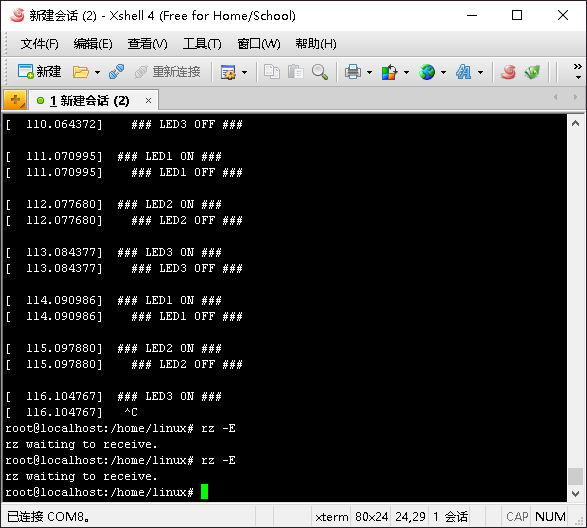 新建会话 (2) - Xshell 4 (Free for Home/School)
文件(F) 编辑(E) 查看(V) 工具(T) 窗口(W) 帮助(H)
新建 重新连接
1 新建会话 (2)
[  110.064372]    ### LED3 OFF ###
[  111.070995]  ### LED1 ON ###
[  111.070995]    ### LED1 OFF ###
[  112.077680]  ### LED2 ON ###
[  112.077680]    ### LED2 OFF ###
[  113.084377]  ### LED3 ON ###
[  113.084377]    ### LED3 OFF ###
[  114.090986]  ### LED1 ON ###
[  114.090986]    ### LED1 OFF ###
[  115.097880]  ### LED2 ON ###
[  115.097880]    ### LED2 OFF ###
[  116.104767]  ### LED3 ON ###
[  116.104767]   ^C
root@localhost:/home/linux# rz -E
rz waiting to receive.
root@localhost:/home/linux# rz -E
rz waiting to receive.
root@localhost:/home/linux#
已连接 COM8。 xterm 80x24 24,29 1 会话 CAP NUM